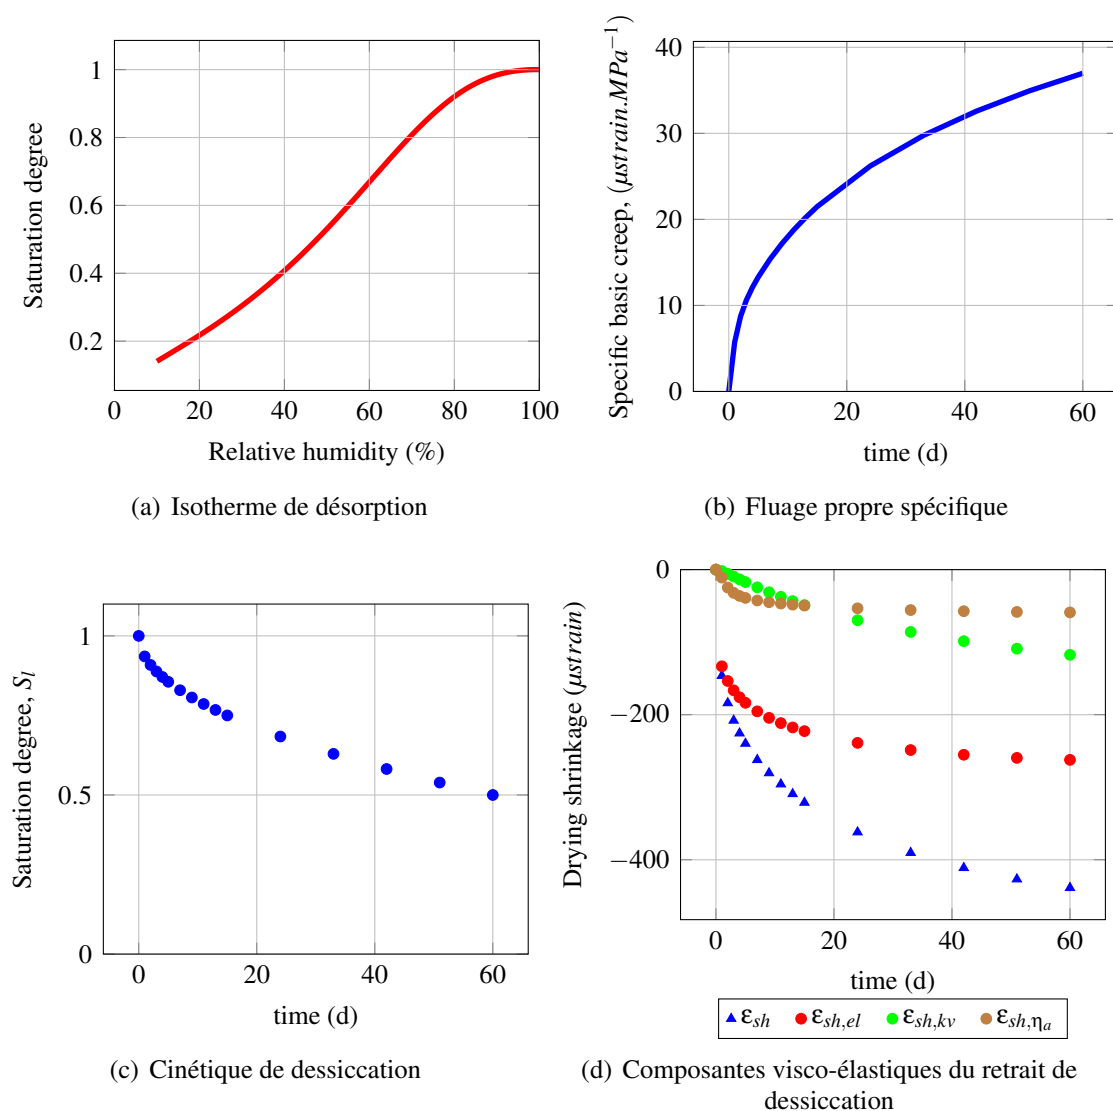 1
0.8
0.6
0.4
0.2
0 20 40 60 80 100
Saturation degree
Relative humidity (%)
(a) Isotherme de désorption
40
30
20
10
0
0 20 40 60
Specific basic creep, (μstrain.MPa⁻¹)
time (d)
(b) Fluage propre spécifique
1
0.5
0
0 20 40 60
Saturation degree, S_l
time (d)
(c) Cinétique de dessiccation
0
−200
−400
0 20 40 60
Drying shrinkage (μstrain)
time (d)
ε_sh ε_sh,el ε_sh,kv ε_sh,η_a
(d) Composantes visco-élastiques du retrait de
dessiccation